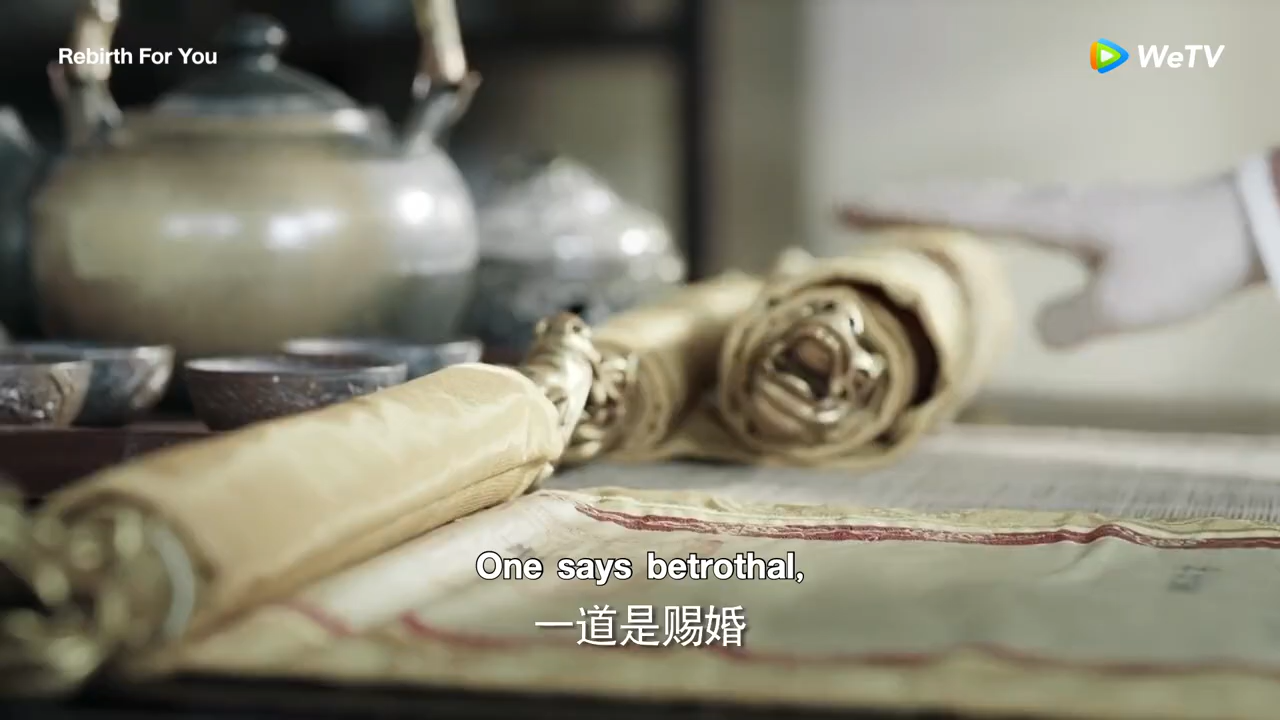 Rebirth For You
WeTV
One says betrothal,
一道是赐婚